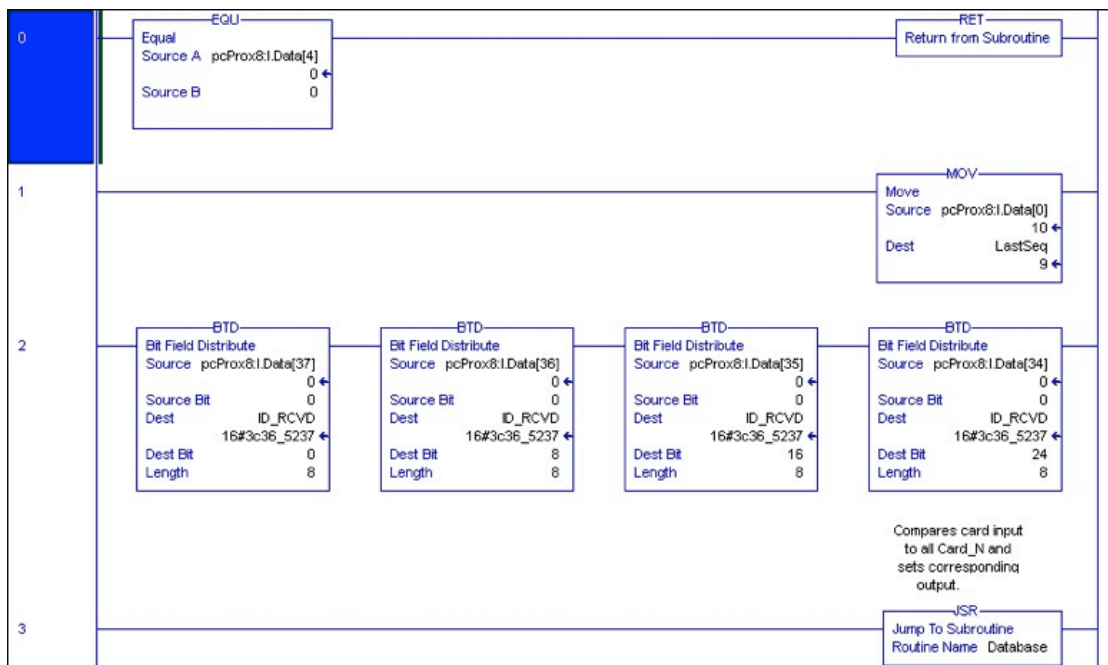 0
EQU
Equal
Source A pcProx8:I.Data[4]
0
Source B 0
RET
Return from Subroutine
1
MOV
Move
Source pcProx8:I.Data[0]
10
Dest LastSeq
9
2
BTD
Bit Field Distribute
Source pcProx8:I.Data[37]
0
Source Bit 0
Dest ID_RCVD
16#3c36_5237
Dest Bit 0
Length 8
BTD
Bit Field Distribute
Source pcProx8:I.Data[36]
0
Source Bit 0
Dest ID_RCVD
16#3c36_5237
Dest Bit 8
Length 8
BTD
Bit Field Distribute
Source pcProx8:I.Data[35]
0
Source Bit 0
Dest ID_RCVD
16#3c36_5237
Dest Bit 16
Length 8
BTD
Bit Field Distribute
Source pcProx8:I.Data[34]
0
Source Bit 0
Dest ID_RCVD
16#3c36_5237
Dest Bit 24
Length 8
Compares card input
to all Card_N and
sets corresponding
output.
3
JSR
Jump To Subroutine
Routine Name Database